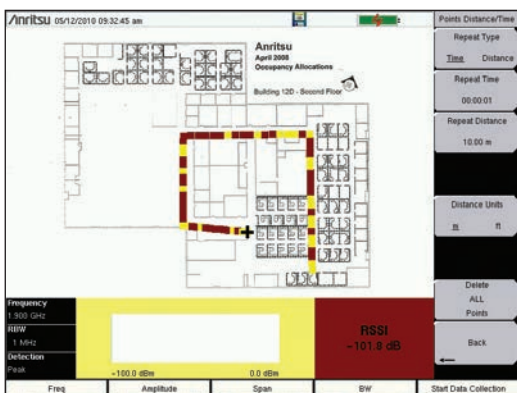 Anritsu 05/12/2010 09:32:45 am
Anritsu
April 2008
Occupancy Allocations
Building 12D - Second Floor
Points Distance/Time
Repeat Type
Time Distance
Repeat Time
00:00:01
Repeat Distance
10.00 m
Distance Units
m ft
Delete
ALL
Points
Back
Frequency
1.900 GHz
RBW
1 MHz
Detection
Peak
-100.0 dBm 0.0 dBm
RSSI
-101.8 dB
Freq Amplitude Span BW Start Data Collection